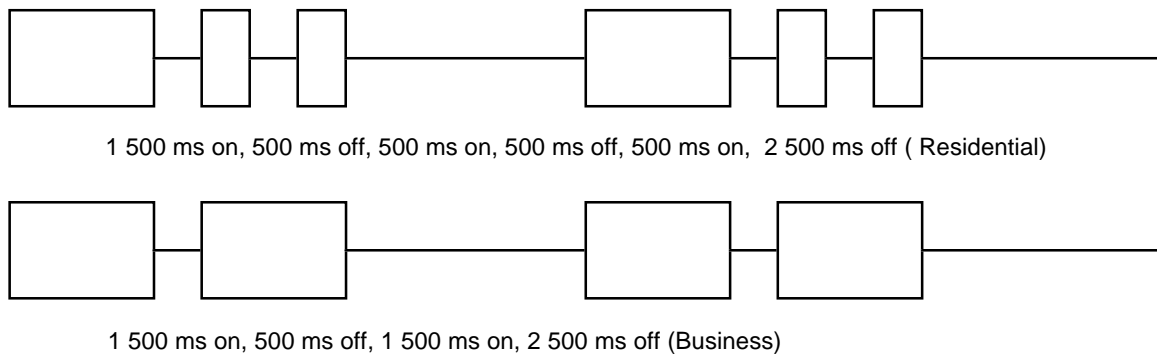 1 500 ms on, 500 ms off, 500 ms on, 500 ms off, 500 ms on,  2 500 ms off ( Residential)
1 500 ms on, 500 ms off, 1 500 ms on, 2 500 ms off (Business)